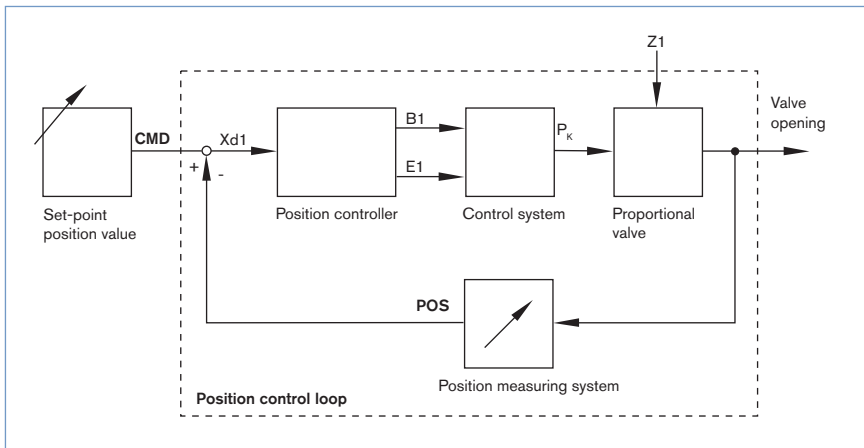 Z1
Valve
opening
B1
P K
CMD
Xd1
+
-
E1
Set-point
position value
Position controller
Control system
Proportional
valve
POS
Position measuring system
Position control loop